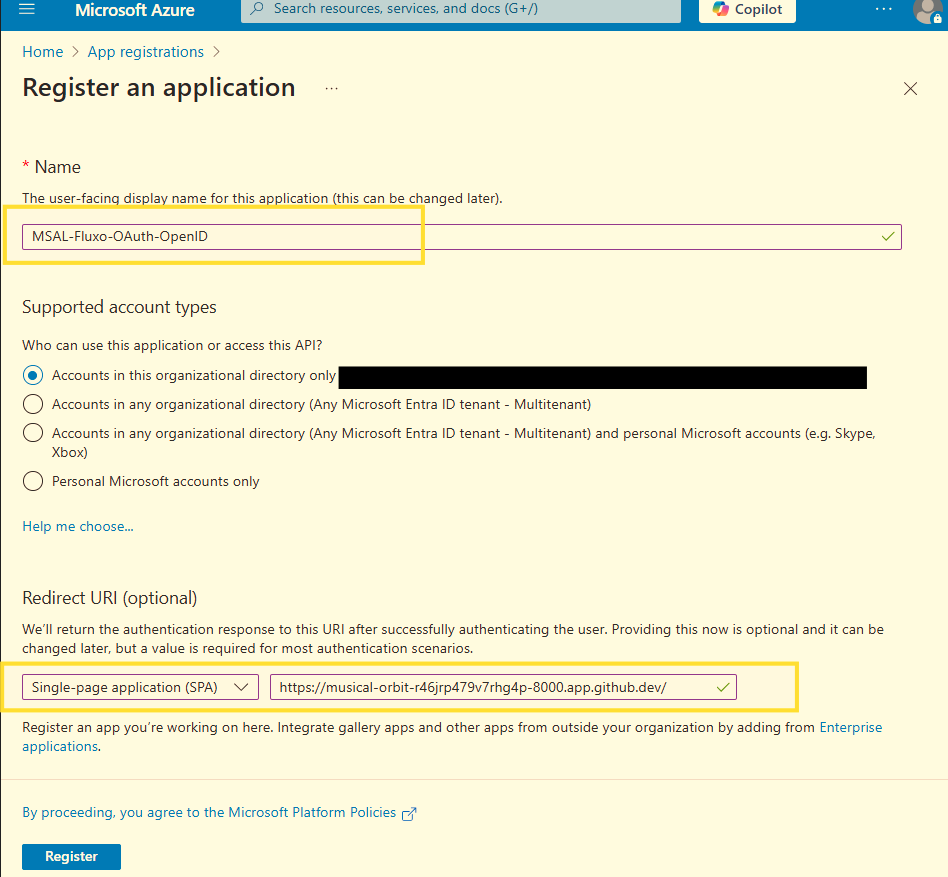 Microsoft Azure
Search resources, services, and docs (G+/)
Copilot
...
Home > App registrations >
Register an application ...
* Name
The user-facing display name for this application (this can be changed later).
MSAL-Fluxo-OAuth-OpenID
Supported account types
Who can use this application or access this API?
Accounts in this organizational directory only
Accounts in any organizational directory (Any Microsoft Entra ID tenant - Multitenant)
Accounts in any organizational directory (Any Microsoft Entra ID tenant - Multitenant) and personal Microsoft accounts (e.g. Skype,
Xbox)
Personal Microsoft accounts only
Help me choose...
Redirect URI (optional)
We'll return the authentication response to this URI after successfully authenticating the user. Providing this now is optional and it can be
changed later, but a value is required for most authentication scenarios.
Single-page application (SPA)
https://musical-orbit-r46jrp479v7rhg4p-8000.app.github.dev/
Register an app you're working on here. Integrate gallery apps and other apps from outside your organization by adding from Enterprise
applications.
By proceeding, you agree to the Microsoft Platform Policies
Register